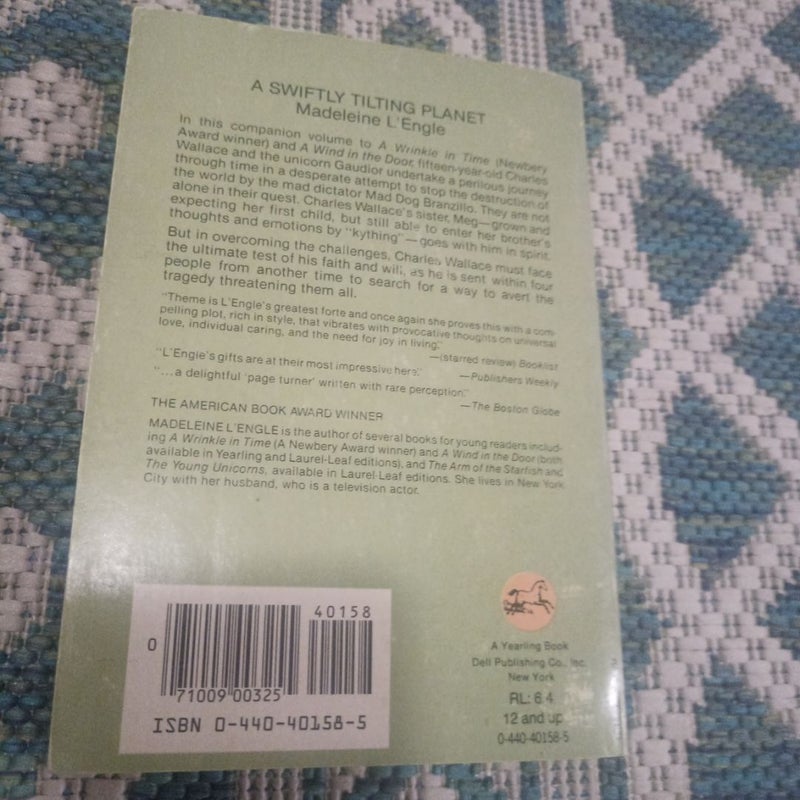 A SWIFTLY TILTING PLANET
Madeleine L'Engle
In this companion volume to A Wrinkle in Time (Newbery
Award winner) and A Wind in the Door, fifteen-year-old Charles
Wallace and the unicorn Gaudior undertake a perilous journey
through time in a desperate attempt to stop the destruction of
the world by the mad dictator Mad Dog Branzillo. They are not
alone in their quest. Charles Wallace's sister, Meg—grown and
expecting her first child, but still able to enter her brother's
thoughts and emotions by "kything"—goes with him in spirit.
But in overcoming the challenges, Charles Wallace must face
the ultimate test of his faith and will, as he is sent within four
people from another time to search for a way to avert the
tragedy threatening them all.
"Theme is L'Engle's greatest forte and once again she proves this with a com-
pelling plot, rich in style, that vibrates with provocative thoughts on universal
love, individual caring, and the need for joy in living."
—(starred review) Booklist
"L'Engle's gifts are at their most impressive here."
—Publishers Weekly
"...a delightful 'page turner' written with rare perception."
—The Boston Globe
THE AMERICAN BOOK AWARD WINNER
MADELEINE L'ENGLE is the author of several books for young readers includ-
ing A Wrinkle in Time (A Newbery Award winner) and A Wind in the Door (both
available in Yearling and Laurel-Leaf editions), and The Arm of the Starfish and
The Young Unicorns, available in Laurel-Leaf editions. She lives in New York
City with her husband, who is a television actor.
40158
0
71009 00325
ISBN 0-440-40158-5
A Yearling Book
Dell Publishing Co., Inc.
New York
RL: 6.4
12 and up
0-440-40158-5